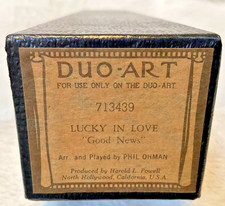 DUO-ART
FOR USE ONLY ON THE DUO-ART
713439
LUCKY IN LOVE
"Good News"
Arr. and Played by PHIL OHMAN
Produced by Harold L. Powell
North Hollywood, California, U.S.A.